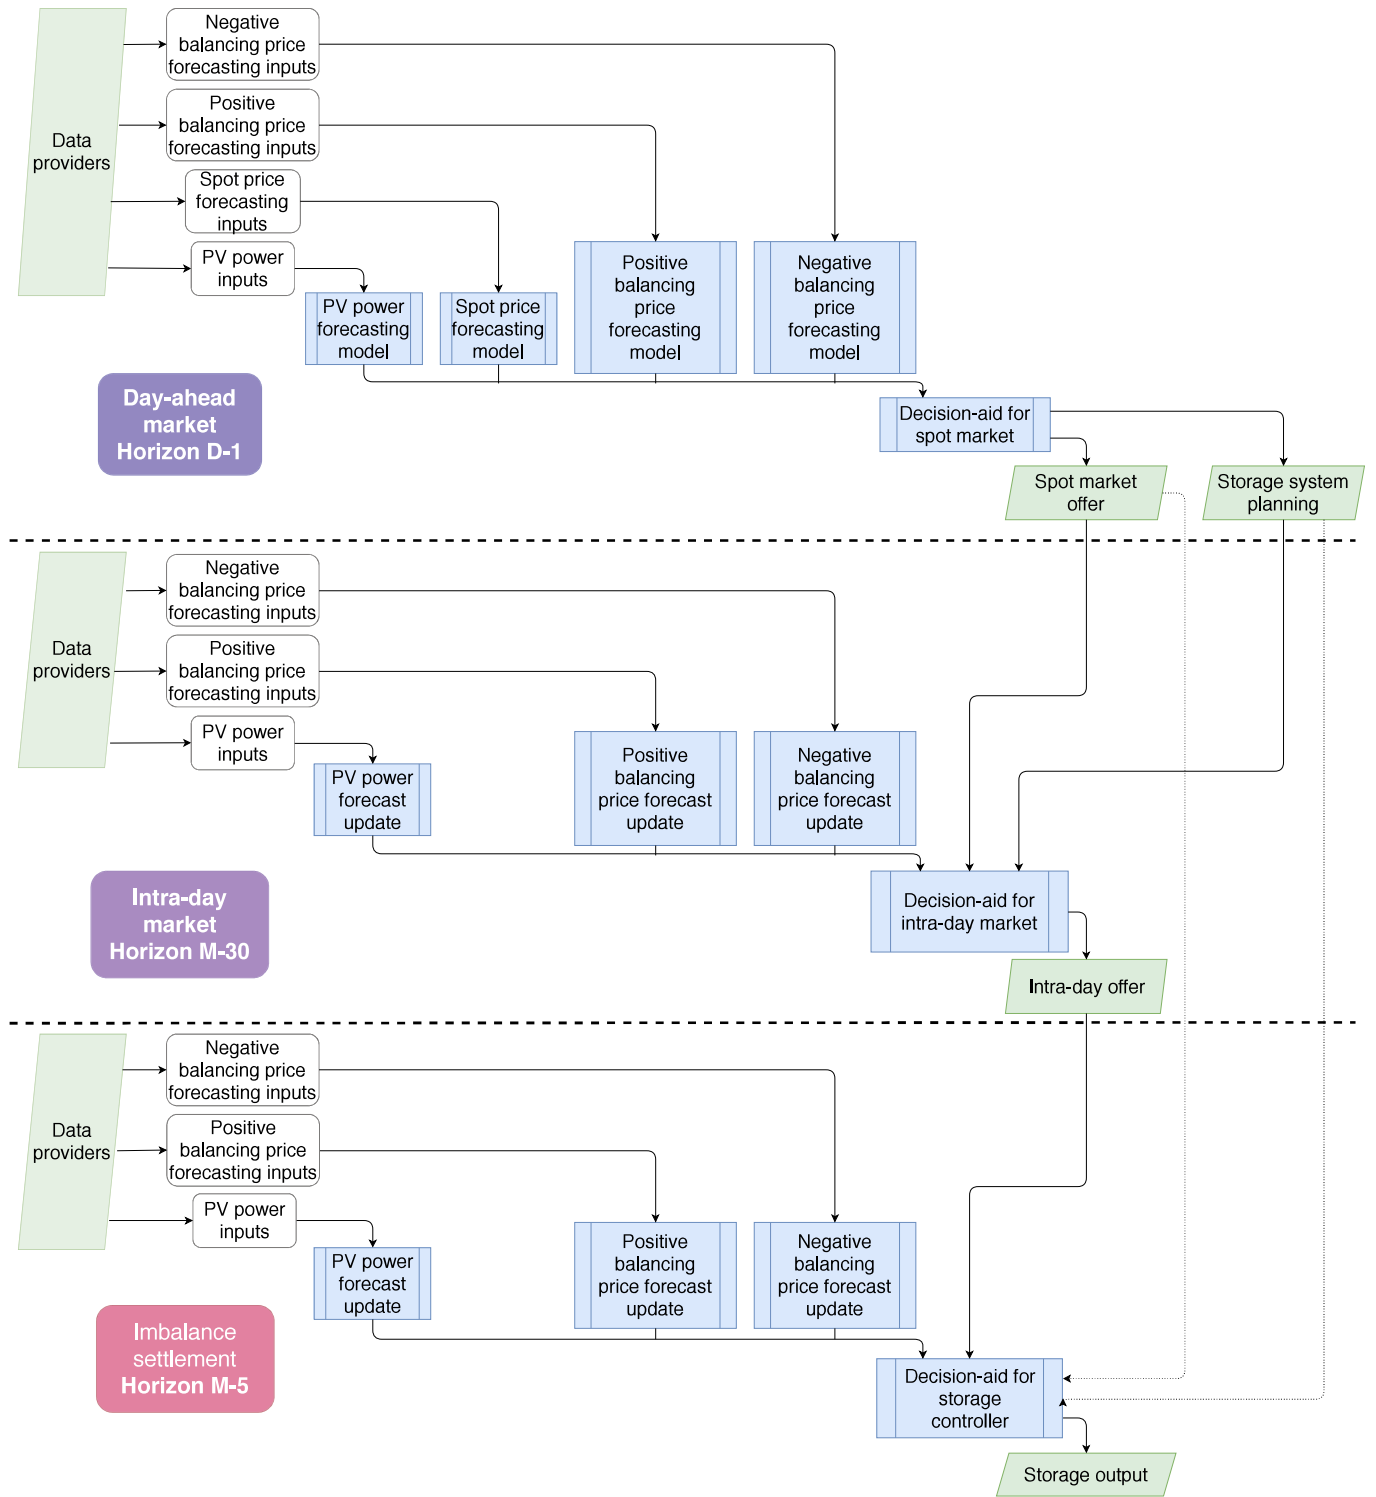 Negative
balancing price
forecasting inputs
Positive
balancing price
forecasting inputs
Data
providers
Spot price
forecasting
inputs
PV power
inputs
PV power
forecasting
model
Spot price
forecasting
model
Positive
balancing
price
forecasting
model
Negative
balancing
price
forecasting
model
Day-ahead
market
Horizon D-1
Decision-aid for
spot market
Spot market
offer
Storage system
planning
Negative
balancing price
forecasting inputs
Data
providers
Positive
balancing price
forecasting inputs
PV power
inputs
PV power
forecast
update
Positive
balancing
price forecast
update
Negative
balancing
price forecast
update
Intra-day
market
Horizon M-30
Decision-aid for
intra-day market
Intra-day offer
Negative
balancing price
forecasting inputs
Data
providers
Positive
balancing price
forecasting inputs
PV power
inputs
PV power
forecast
update
Positive
balancing
price forecast
update
Negative
balancing
price forecast
update
Imbalance
settlement
Horizon M-5
Decision-aid for
storage
controller
Storage output